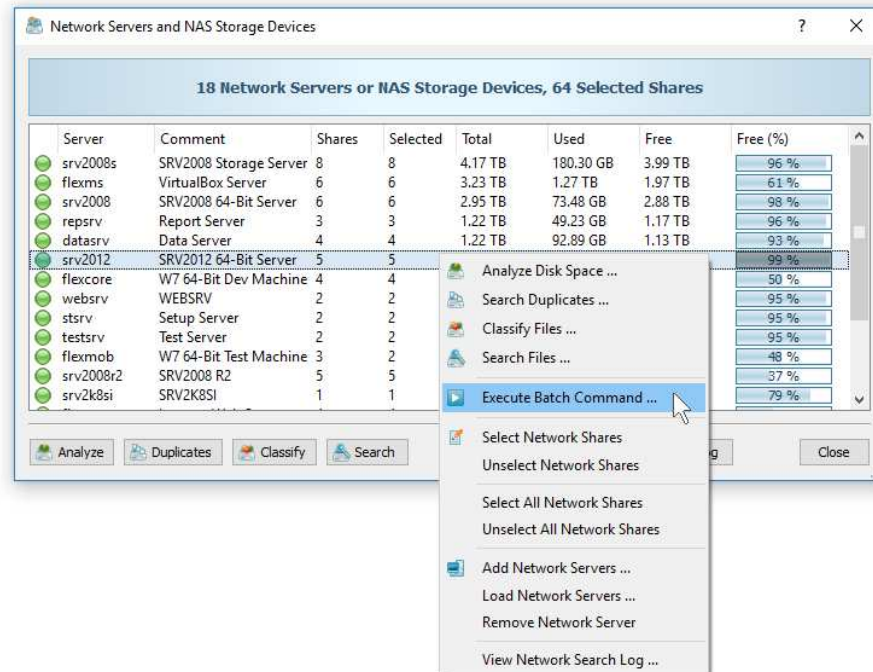 Network Servers and NAS Storage Devices
18 Network Servers or NAS Storage Devices, 64 Selected Shares
Server Comment Shares Selected Total Used Free Free (%)
srv2008s SRV2008 Storage Server 8 8 4.17 TB 180.30 GB 3.99 TB 96 %
flexms VirtualBox Server 6 6 3.23 TB 1.27 TB 1.97 TB 61 %
srv2008 SRV2008 64-Bit Server 6 6 2.95 TB 73.48 GB 2.88 TB 98 %
repsrv Report Server 3 3 1.22 TB 49.23 GB 1.17 TB 96 %
datasrv Data Server 4 4 1.22 TB 92.89 GB 1.13 TB 93 %
srv2012 SRV2012 64-Bit Server 5 5 99 %
flexcore W7 64-Bit Dev Machine 4 4 50 %
websrv WEBSRV 2 2 95 %
stsrv Setup Server 2 2 95 %
testsrv Test Server 2 2 95 %
flexmob W7 64-Bit Test Machine 3 2 48 %
srv2008r2 SRV2008 R2 5 5 37 %
srv2k8si SRV2K8SI 1 1 79 %
Analyze Duplicates Classify Search Close
Analyze Disk Space ...
Search Duplicates ...
Classify Files ...
Search Files ...
Execute Batch Command ...
Select Network Shares
Unselect Network Shares
Select All Network Shares
Unselect All Network Shares
Add Network Servers ...
Load Network Servers ...
Remove Network Server
View Network Search Log ...